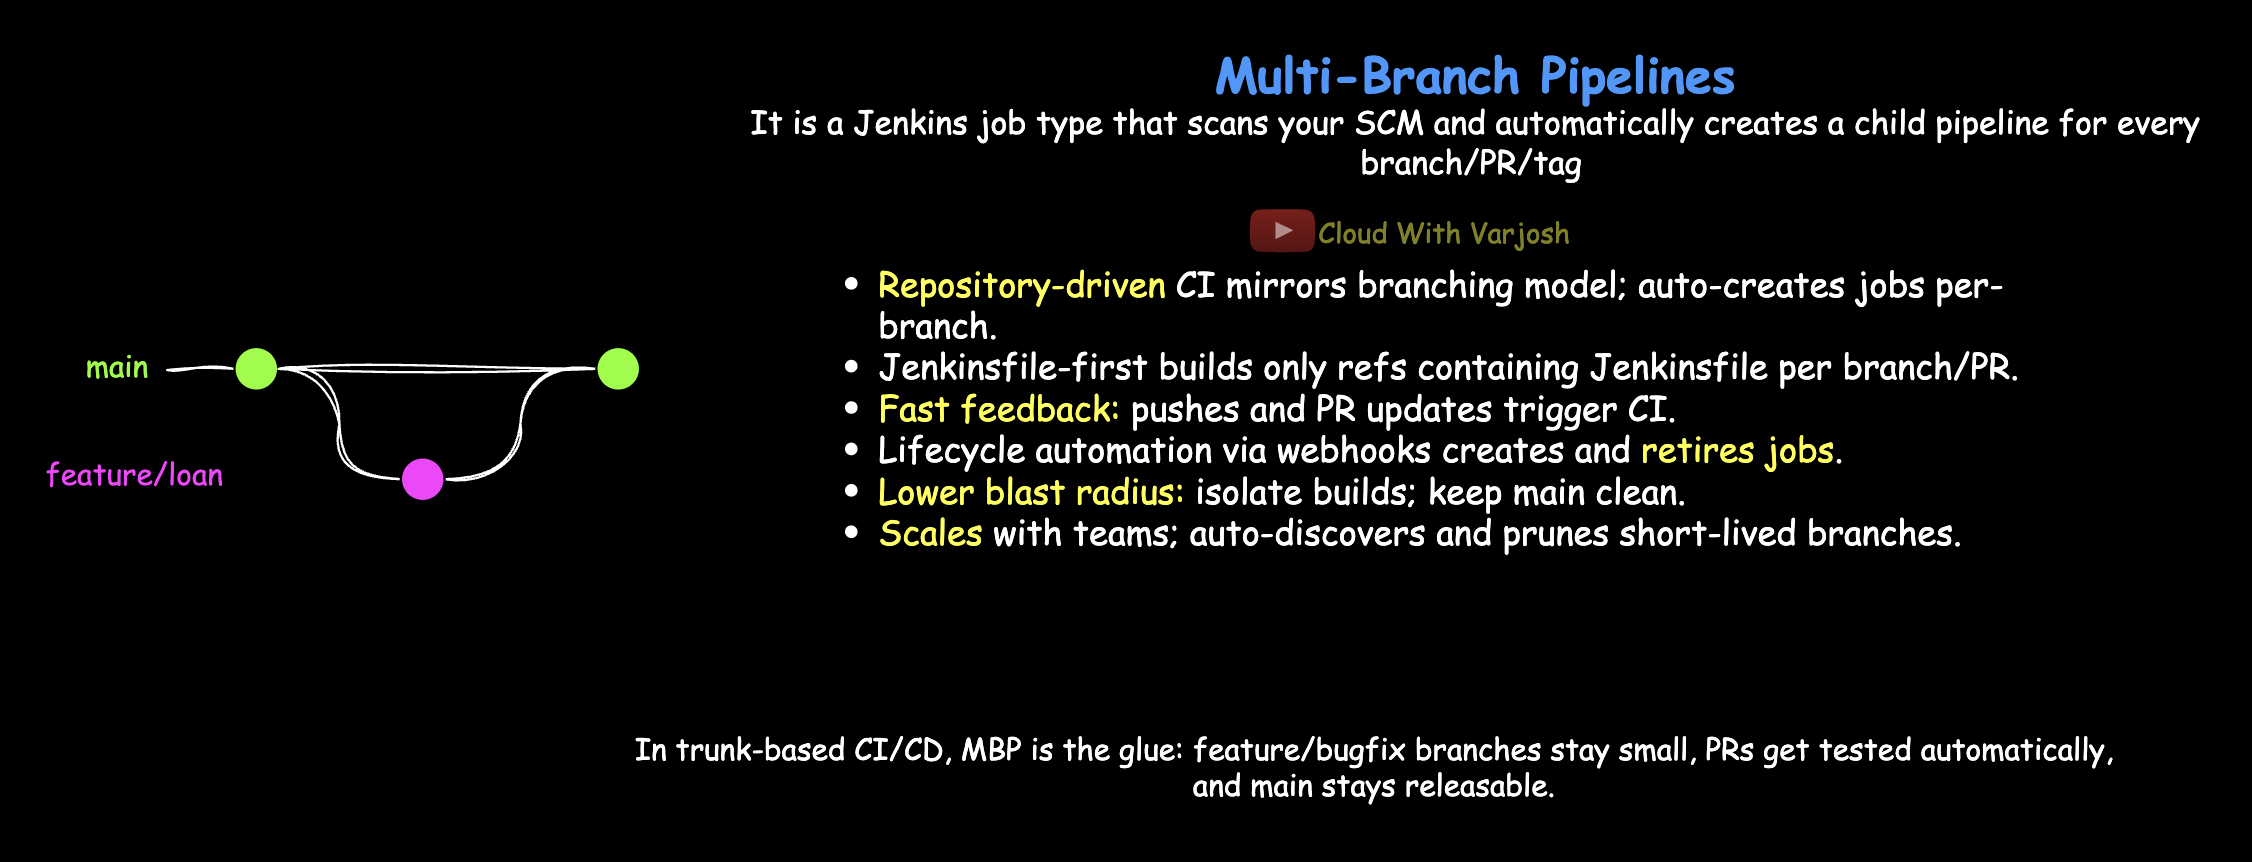 Multi-Branch Pipelines
It is a Jenkins job type that scans your SCM and automatically creates a child pipeline for every
branch/PR/tag
Cloud With Varjosh
• Repository-driven CI mirrors branching model; auto-creates jobs per-
branch.
• Jenkinsfile-first builds only refs containing Jenkinsfile per branch/PR.
• Fast feedback: pushes and PR updates trigger CI.
• Lifecycle automation via webhooks creates and retires jobs.
• Lower blast radius: isolate builds; keep main clean.
• Scales with teams; auto-discovers and prunes short-lived branches.
main
feature/loan
In trunk-based CI/CD, MBP is the glue: feature/bugfix branches stay small, PRs get tested automatically,
and main stays releasable.